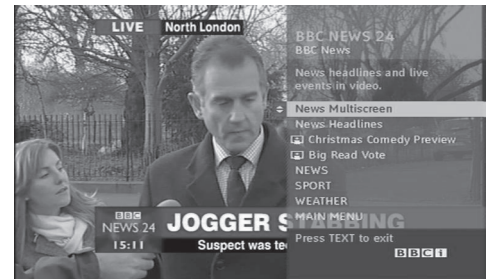 LIVE North London
BBC NEWS 24
BBC News
News headlines and live
events in video.
News Multiscreen
News Headlines
Christmas Comedy Preview
Big Read Vote
NEWS
SPORT
WEATHER
MAIN MENU
Press TEXT to exit
BBCi
BBC
NEWS 24
15:11
JOGGER STABBING
Suspect was